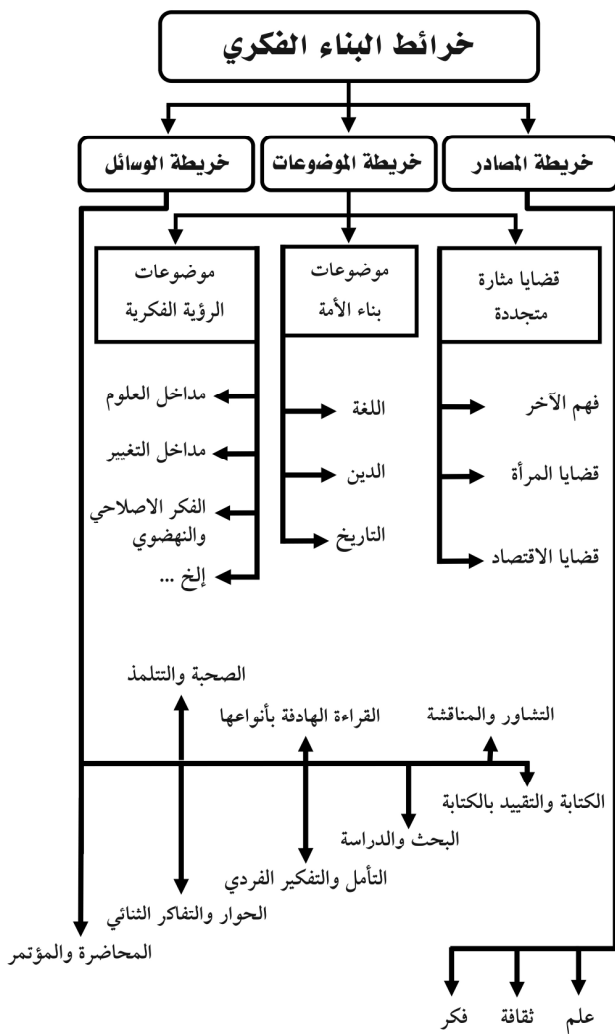 خرائط البناء الفكري
خريطة المصادر
خريطة الموضوعات
خريطة الوسائل
قضايا مثارة
متجددة
موضوعات
بناء الأمة
موضوعات
الرؤية الفكرية
فهم الآخر
قضايا المرأة
قضايا الاقتصاد
اللغة
الدين
التاريخ
مداخل العلوم
مداخل التغيير
الفكر الاصلاحي
والنهضوي
إلخ ...
الصحبة والتتلمذ
القراءة الهادفة بأنواعها
التشاور والمناقشة
الكتابة والتقييد بالكتابة
البحث والدراسة
التأمل والتفكير الفردي
الحوار والتفاكر الثنائي
المحاضرة والمؤتمر
علم
ثقافة
فكر